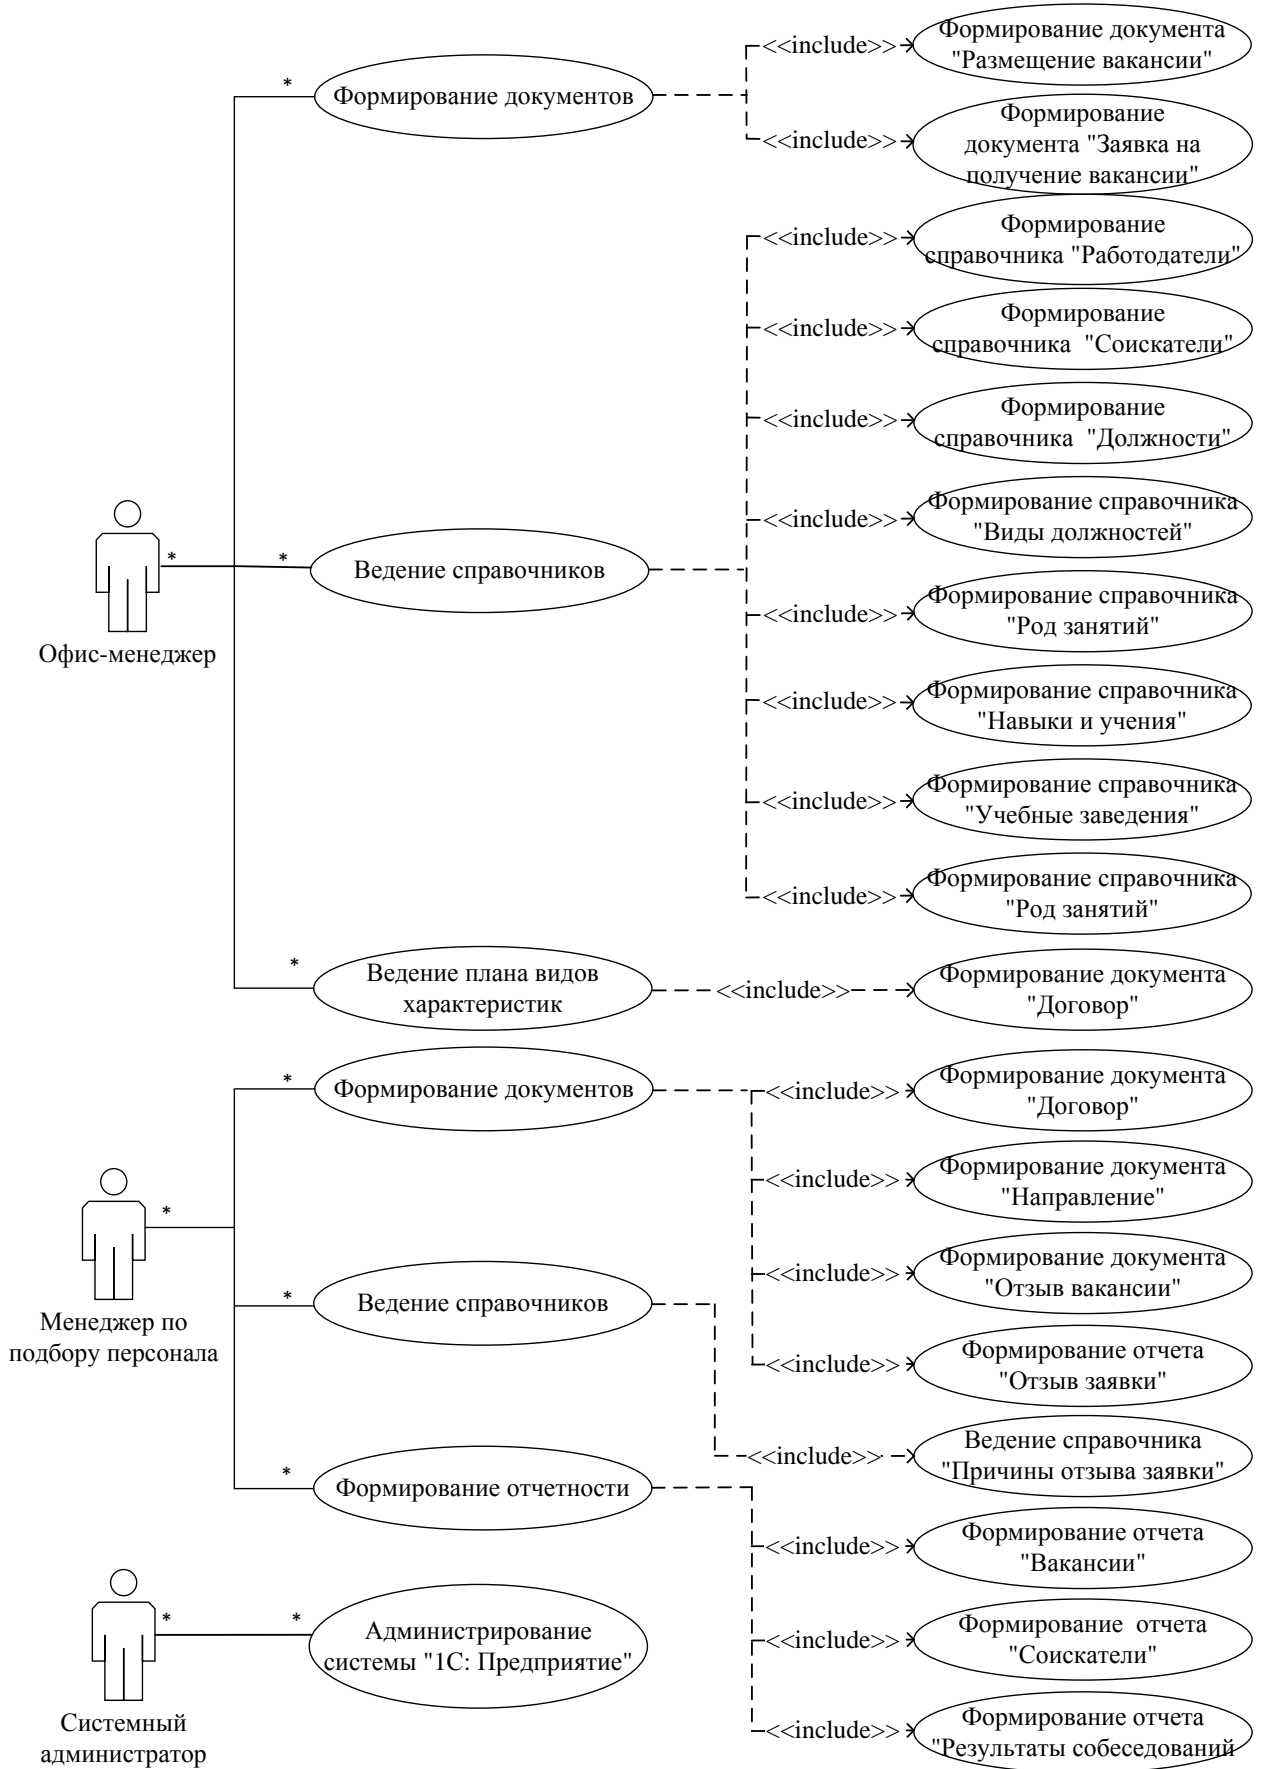 <<include>>
Формирование документа
"Размещение вакансии"
*
Формирование документов
<<include>>
Формирование
документа "Заявка на
получение вакансии"
<<include>>
Формирование
справочника "Работодатели"
<<include>>
Формирование
справочника "Соискатели"
<<include>>
Формирование
справочника "Должности"
<<include>>
Формирование справочника
"Виды должностей"
*
*
Ведение справочников
Офис-менеджер
<<include>>
Формирование справочника
"Род занятий"
<<include>>
Формирование справочника
"Навыки и учения"
<<include>>
Формирование справочника
"Учебные заведения"
<<include>>
Формирование справочника
"Род занятий"
*
Ведение плана видов
характеристик
<<include>>
Формирование документа
"Договор"
*
Формирование документов
<<include>>
Формирование документа
"Договор"
<<include>>
Формирование документа
"Направление"
*
Менеджер по
подбору персонала
<<include>>
Формирование документа
"Отзыв вакансии"
*
Ведение справочников
<<include>>
Формирование отчета
"Отзыв заявки"
<<include>>
Ведение справочника
"Причины отзыва заявки"
*
Формирование отчетности
<<include>>
Формирование отчета
"Вакансии"
*
*
Администрирование
системы "1С: Предприятие"
Системный
администратор
<<include>>
Формирование отчета
"Соискатели"
<<include>>
Формирование отчета
"Результаты собеседований